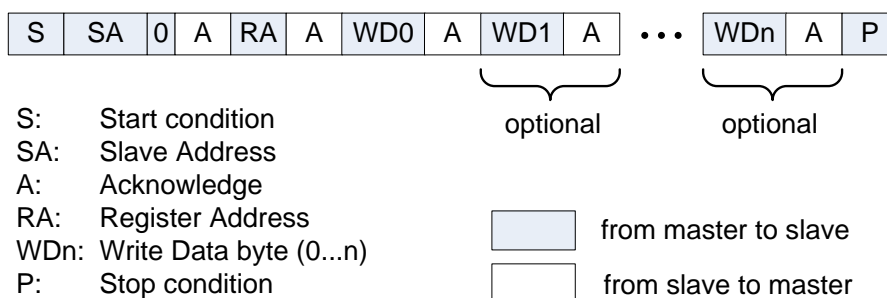 S SA 0 A RA A WD0 A WD1 A • • • WDn A P
optional optional
S: Start condition
SA: Slave Address
A: Acknowledge
RA: Register Address
WDn: Write Data byte (0...n)
P: Stop condition
from master to slave
from slave to master